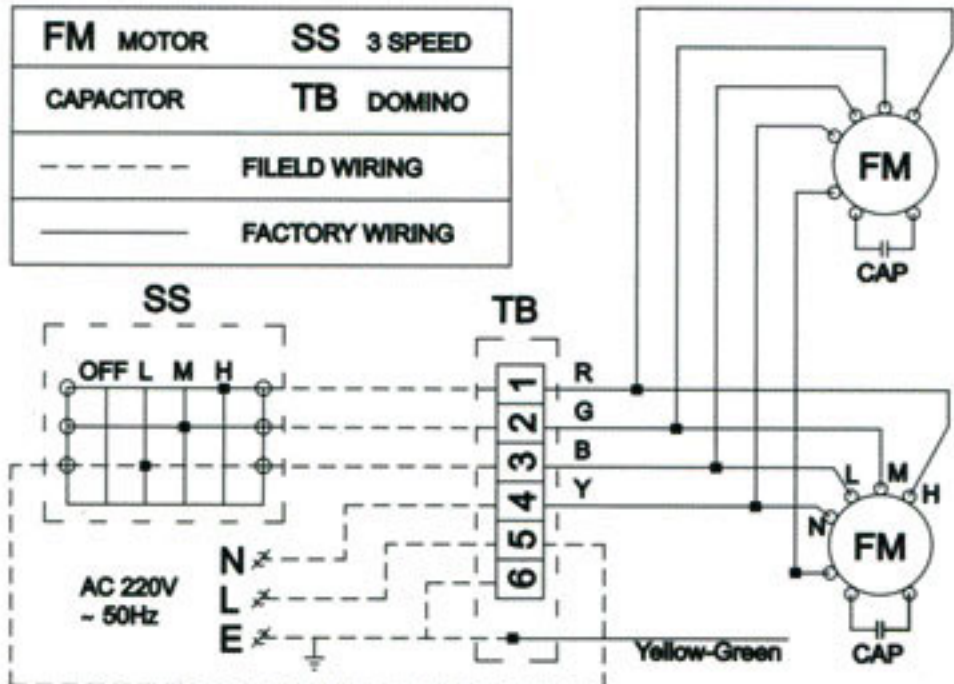 FM MOTOR SS 3 SPEED
CAPACITOR TB DOMINO
FILELD WIRING
FACTORY WIRING
FM
CAP
SS
TB
OFF L M H
1 R
2 G
3 B
4 Y
5
6
L M H
N
FM
CAP
N
L
E
AC 220V
~ 50Hz
Yellow-Green